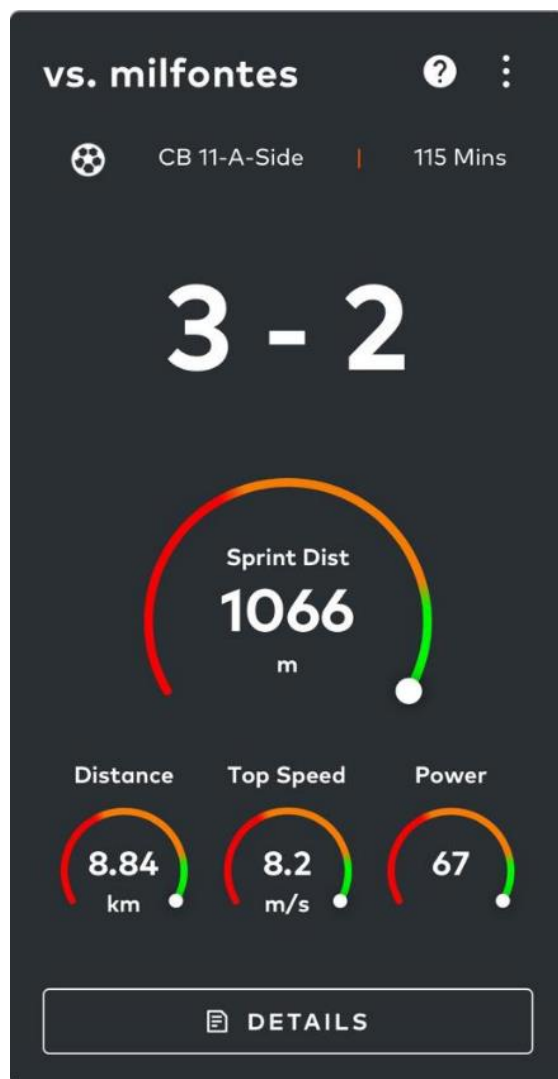 vs. milfontes ?
CB 11-A-Side | 115 Mins
3 - 2
Sprint Dist
1066
m
Distance Top Speed Power
8.84 8.2 67
km m/s
DETAILS